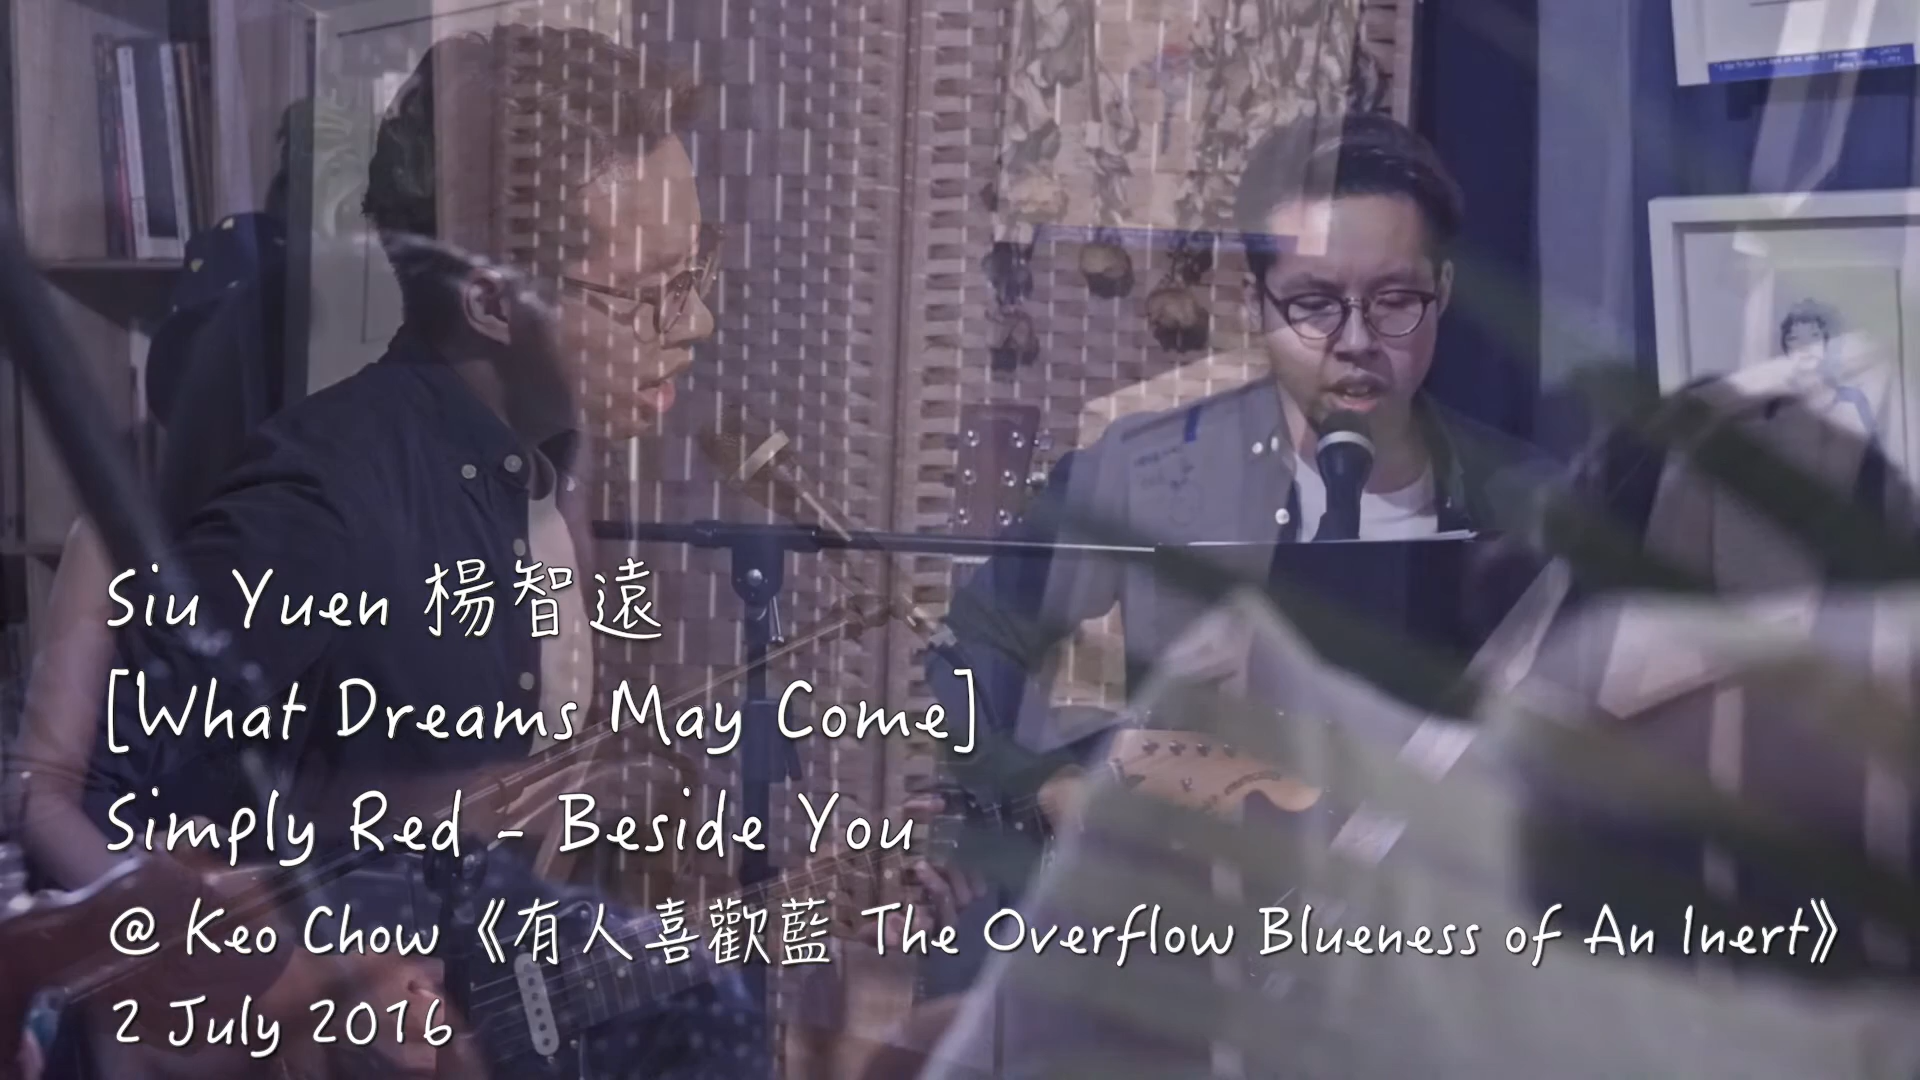 Siu Yuen 楊智遠
[What Dreams May Come]
Simply Red - Beside You
@ Keo Chow《有人喜歡藍 The Overflow Blueness of An Inert》
2 July 2016